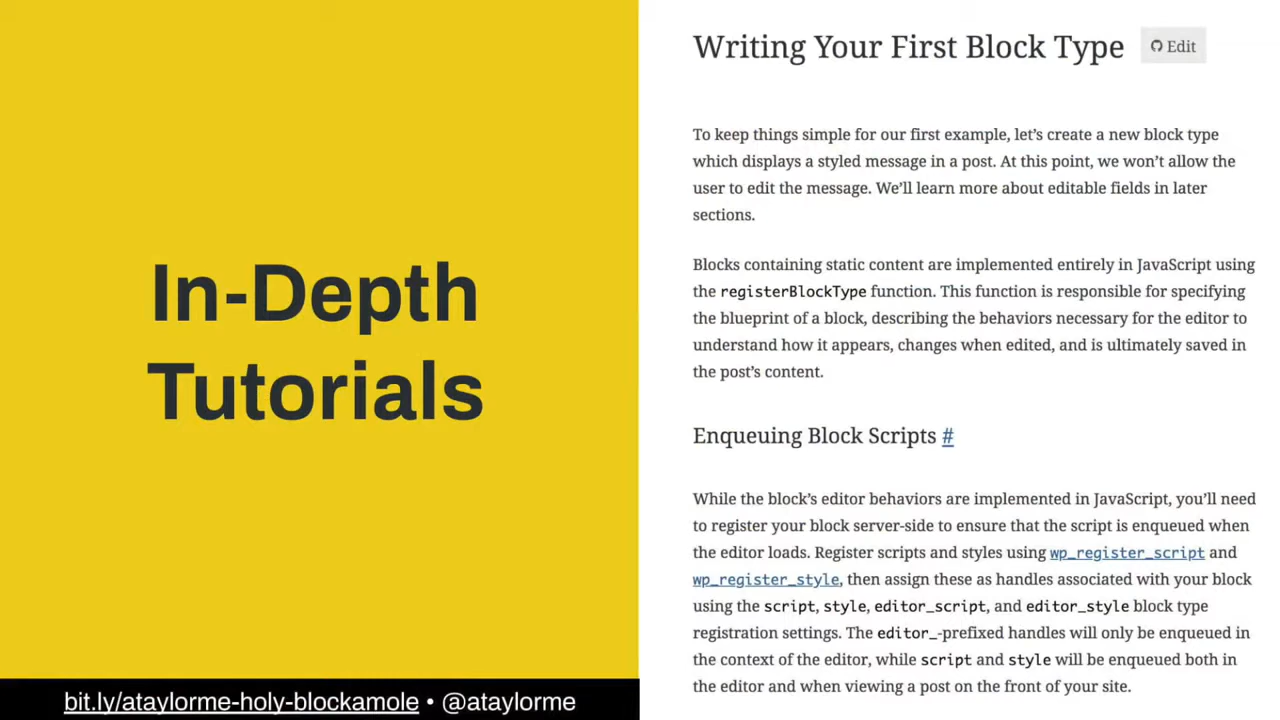 In-Depth
Tutorials
bit.ly/ataylorme-holy-blockamole • @ataylorme
Writing Your First Block Type
Edit
To keep things simple for our first example, let’s create a new block type
which displays a styled message in a post. At this point, we won’t allow the
user to edit the message. We’ll learn more about editable fields in later
sections.
Blocks containing static content are implemented entirely in JavaScript using
the registerBlockType function. This function is responsible for specifying
the blueprint of a block, describing the behaviors necessary for the editor to
understand how it appears, changes when edited, and is ultimately saved in
the post’s content.
Enqueuing Block Scripts #
While the block’s editor behaviors are implemented in JavaScript, you’ll need
to register your block server-side to ensure that the script is enqueued when
the editor loads. Register scripts and styles using wp_register_script and
wp_register_style, then assign these as handles associated with your block
using the script, style, editor_script, and editor_style block type
registration settings. The editor_-prefixed handles will only be enqueued in
the context of the editor, while script and style will be enqueued both in
the editor and when viewing a post on the front of your site.